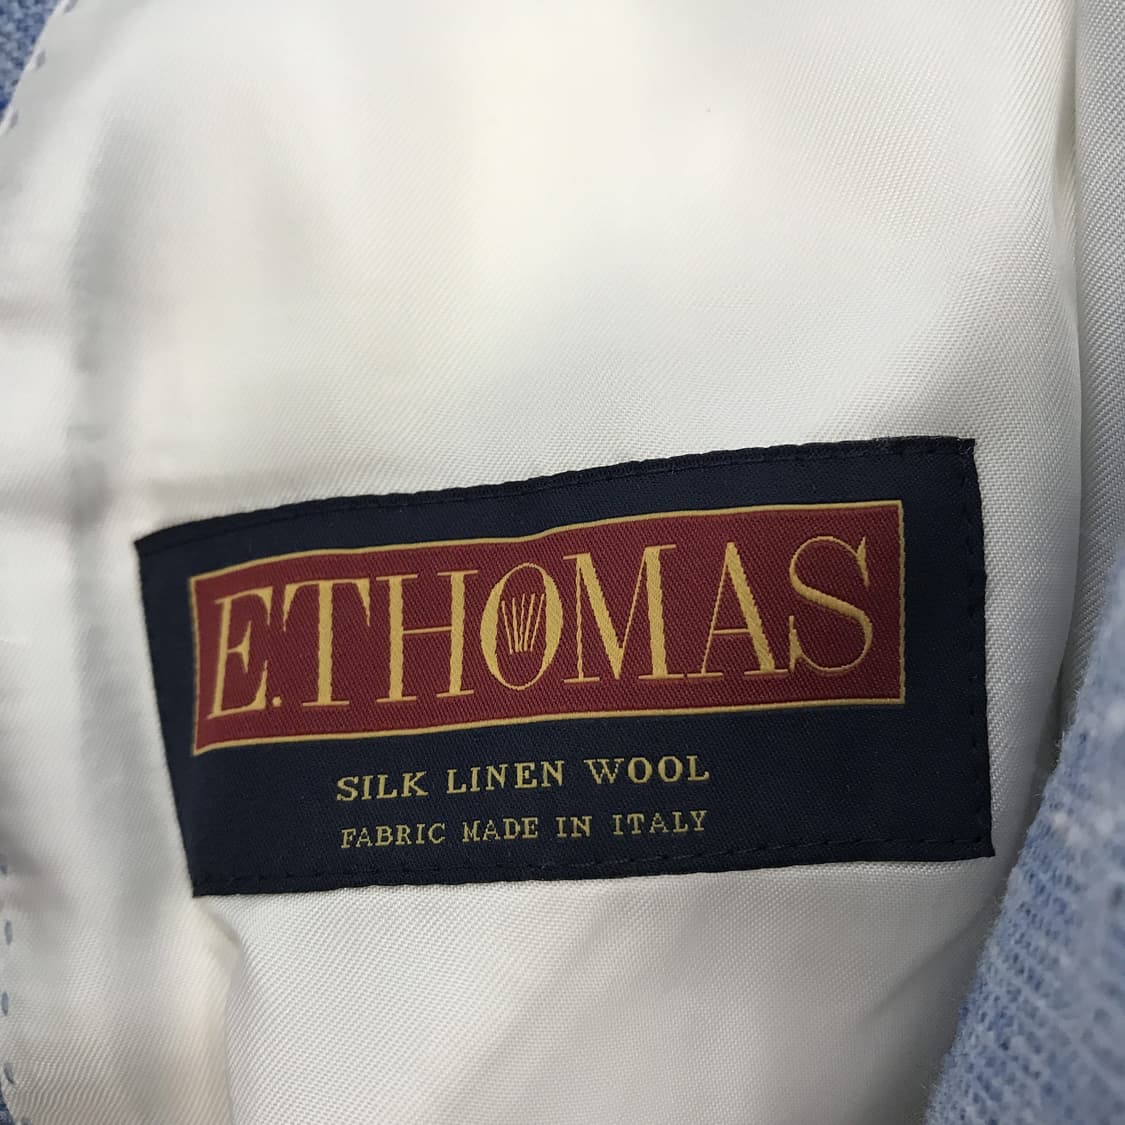 E.THOMAS
SILK LINEN WOOL
FABRIC MADE IN ITALY